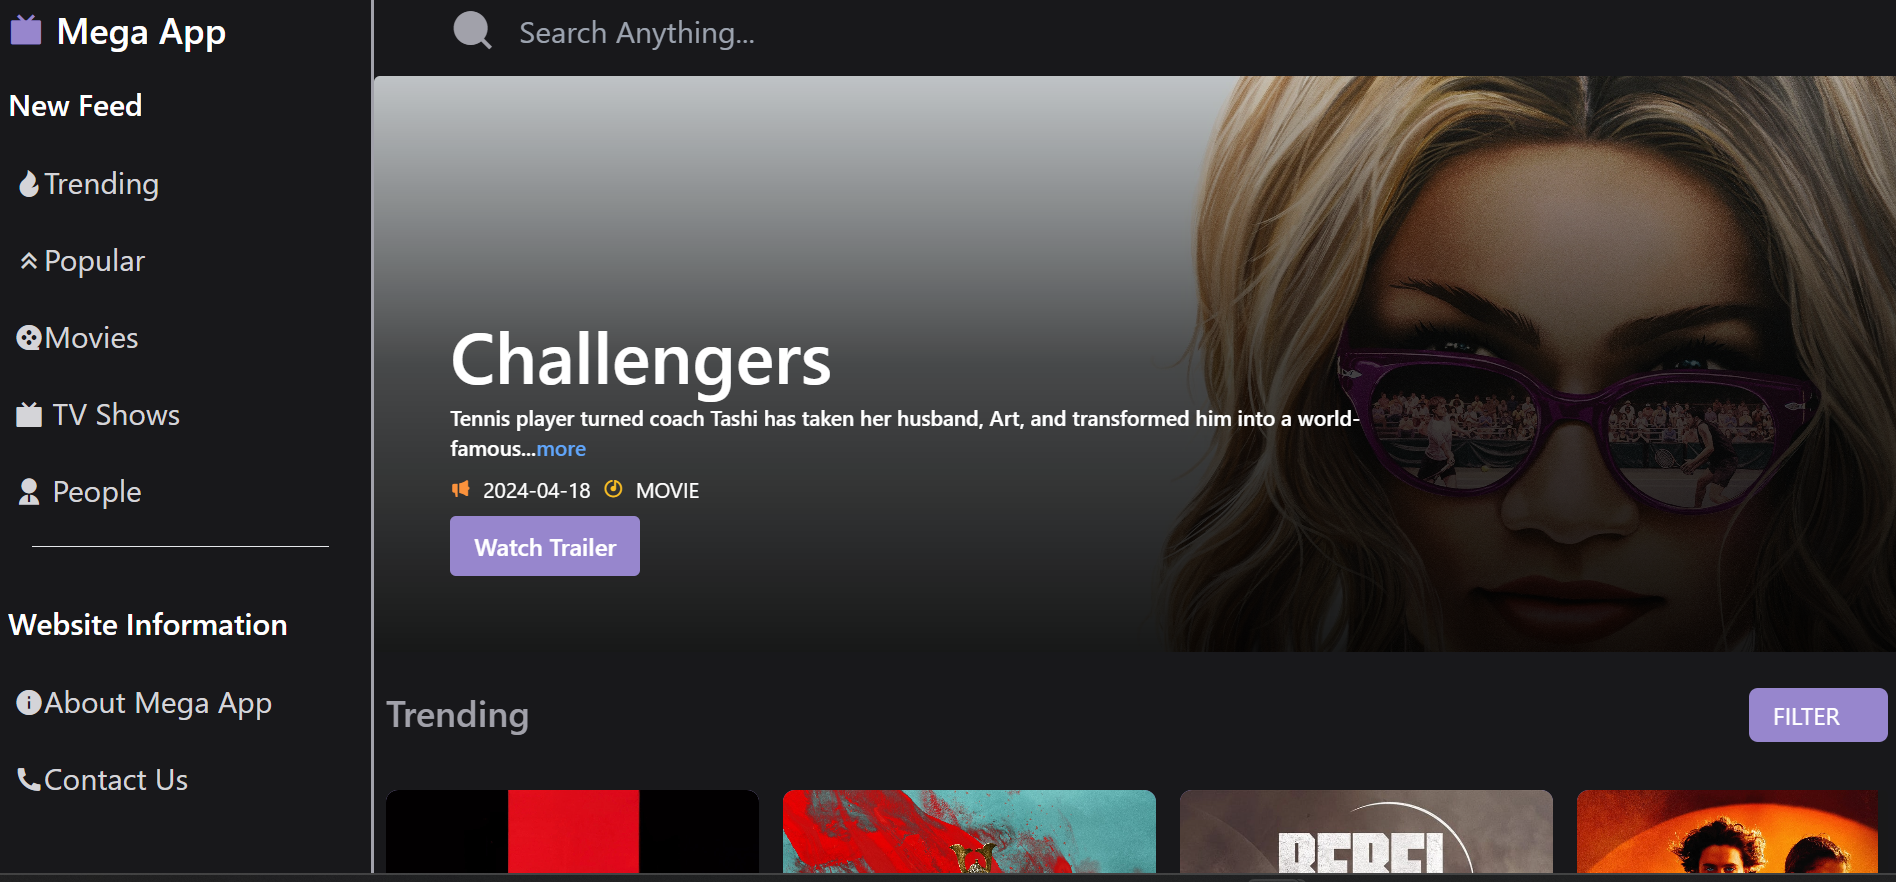 Mega App
Search Anything...
New Feed
Trending
Popular
Movies
TV Shows
People
Website Information
About Mega App
Contact Us
Challengers
Tennis player turned coach Tashi has taken her husband, Art, and transformed him into a world-
famous...more
2024-04-18 MOVIE
Watch Trailer
Trending
FILTER
REBEL